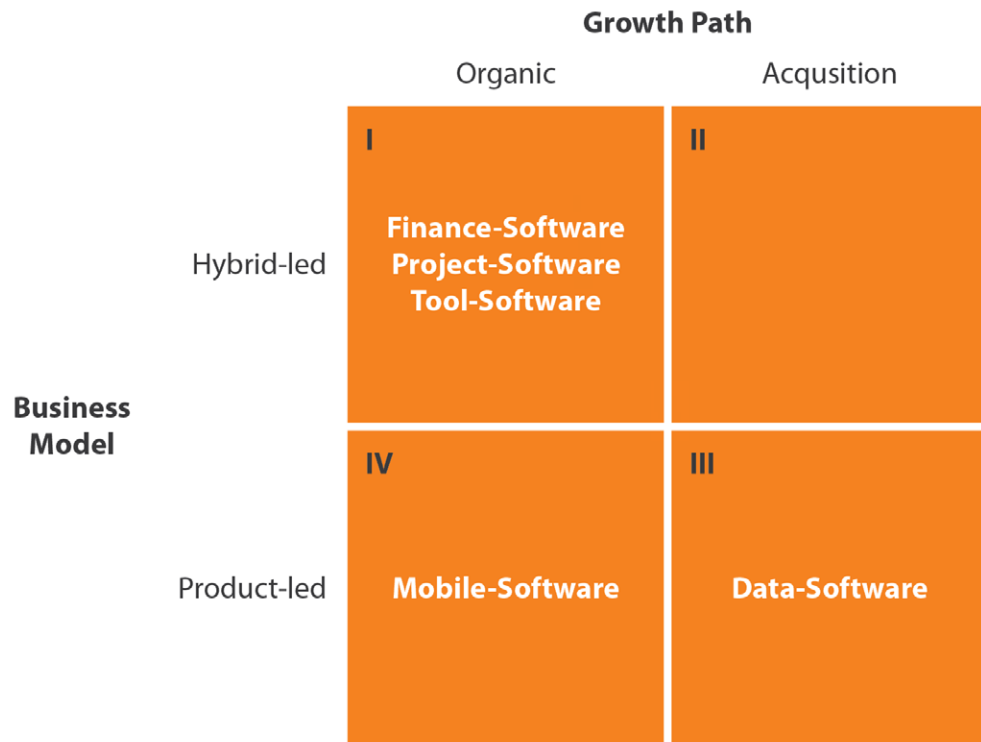 Growth Path
Organic
Acqusition
I
II
Finance-Software
Project-Software
Tool-Software
Hybrid-led
Business
Model
IV
III
Product-led
Mobile-Software
Data-Software